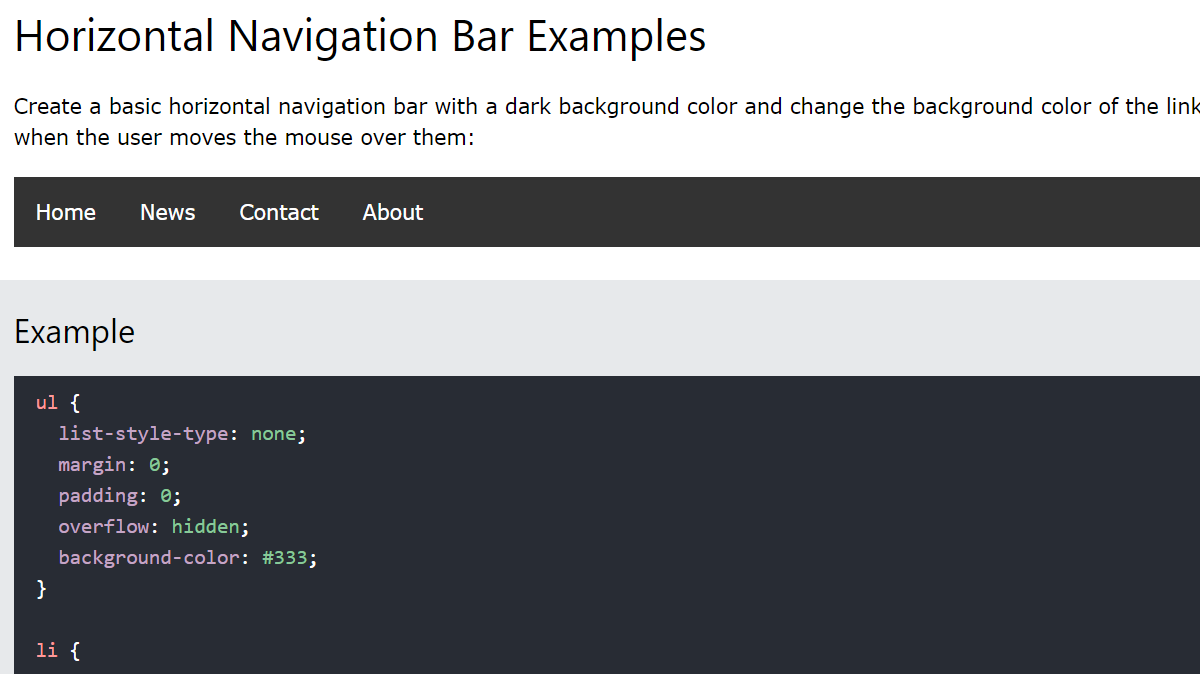 Horizontal Navigation Bar Examples
Create a basic horizontal navigation bar with a dark background color and change the background color of the link
when the user moves the mouse over them:
Home News Contact About
Example
ul {
  list-style-type: none;
  margin: 0;
  padding: 0;
  overflow: hidden;
  background-color: #333;
}
li {